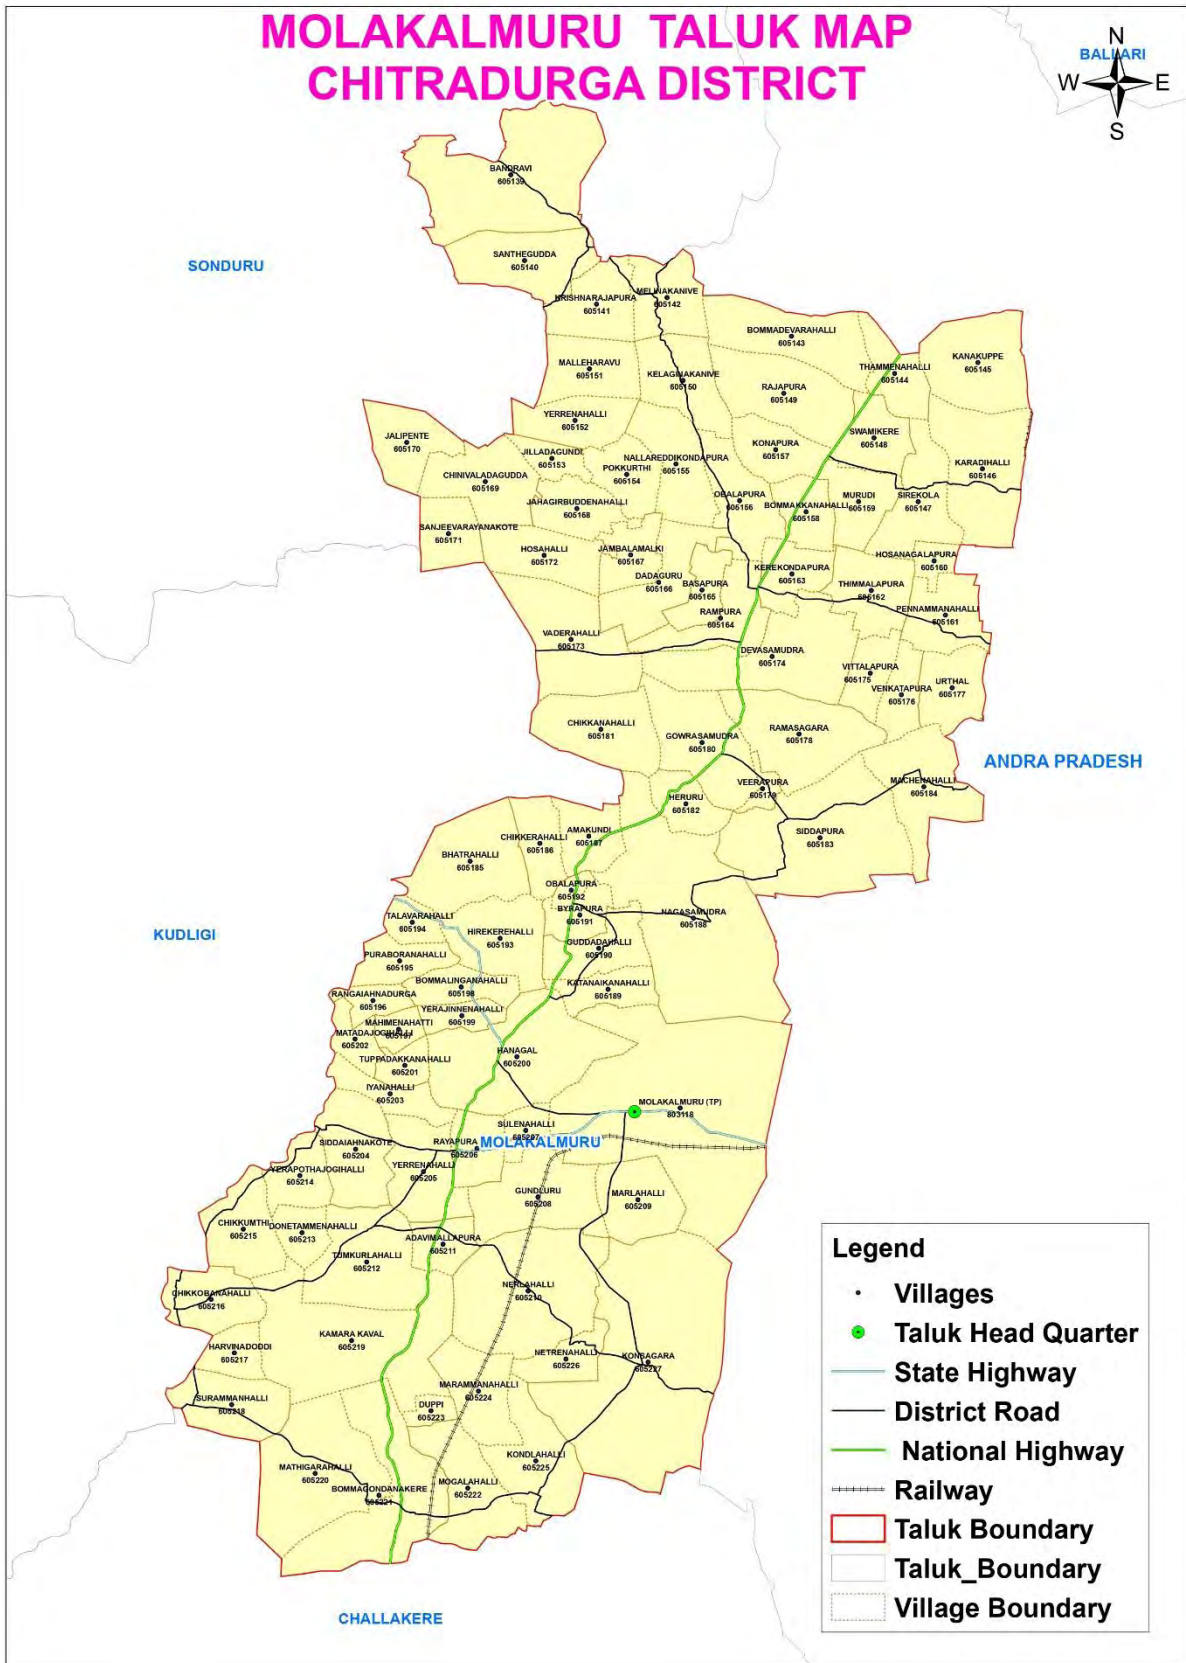 MOLAKALMURU TALUK MAP
CHITRADURGA DISTRICT
N
BALLARI
W
E
S
BANDRAVI
605139
SANTHEGUDDA
605140
SONDURU
KRISHNARAJAPURA
605141
MELINAKANIVE
605142
BOMMADEVARAHALLI
605143
THAMMENAHALLI
605144
KANAKUPPE
605145
MALLEHARAVU
605151
KELAGINAKANIVE
605150
RAJAPURA
605149
YERRENAHALLI
605152
SWAMIKERE
605148
JALIPENTE
605170
KONAPURA
605157
JILLADAGUNDI
605153
NALLAREDDIKONDAPURA
605155
POKKURTHI
605154
KARADIHALLI
605146
CHINIVALADAGUDDA
605169
OBALAPURA
605156
MURUDI
605159
SIREKOLA
605147
JAHAGIRBUDDENAHALLI
605168
BOMMAKKANAHALLI
605158
SANJEEVARAYANAKOTE
605171
HOSAHALLI
605172
JAMBALAMALKI
605167
HOSANAGALAPURA
605160
DADAGURU
605166
BASAPURA
605165
KEREKONDAPURA
605163
THIMMALAPURA
605162
RAMPURA
605164
PENNAMMANAHALLI
605161
VADERAHALLI
605173
DEVASAMUDRA
605174
VITTALAPURA
605175
VENKATAPURA
605176
URTHAL
605177
CHIKKANAHALLI
605181
GOWRASAMUDRA
605180
RAMASAGARA
605178
ANDRA PRADESH
VEERAPURA
605179
MACHENAHALLI
605184
HERURU
605182
SIDDAPURA
605183
AMAKUNDI
605187
CHIKKERAHALLI
605186
BHATRAHALLI
605185
OBALAPURA
605192
BYRAPURA
605191
NAGASAMUDRA
605188
TALAVARAHALLI
605194
KUDLIGI
HIREKEREHALLI
605193
GUDDADAHALLI
605190
PURABORANAHALLI
605195
BOMMALINGANAHALLI
605198
KATANAIKANAHALLI
605189
RANGAIAHNADURGA
605196
YERAJINNENAHALLI
605199
MAHIMENAHATTI
605197
MATADAJOGIHALLI
605202
HANAGAL
605200
TUPPADAKKANAHALLI
605201
IYANAHALLI
605203
MOLAKALMURU (TP)
803118
SULENAHALLI
605207
SIDDAIAHNAKOTE
605204
RAYAPURA
605206
MOLAKALMURU
YERAPOTHAJOGIHALLI
605214
YERRENAHALLI
605205
GUNDLURU
605208
MARLAHALLI
605209
CHIKKUMTHI
605215
DONETAMMENAHALLI
605213
ADAVIMALLAPURA
605211
TUMKURLAHALLI
605212
NERLAHALLI
605210
CHIKKOBANAHALLI
605216
KAMARA KAVAL
605219
HARVINADODDI
605217
NETRENAHALLI
605226
KONSAGARA
605227
SURAMMANHALLI
605218
MARAMMANAHALLI
605224
DUPPI
605223
KONDLAHALLI
605225
MATHIGARAHALLI
605220
BOMMAGONDANAKERE
605221
MOGALAHALLI
605222
CHALLAKERE
Legend
Villages
Taluk Head Quarter
State Highway
District Road
National Highway
Railway
Taluk Boundary
Taluk_Boundary
Village Boundary